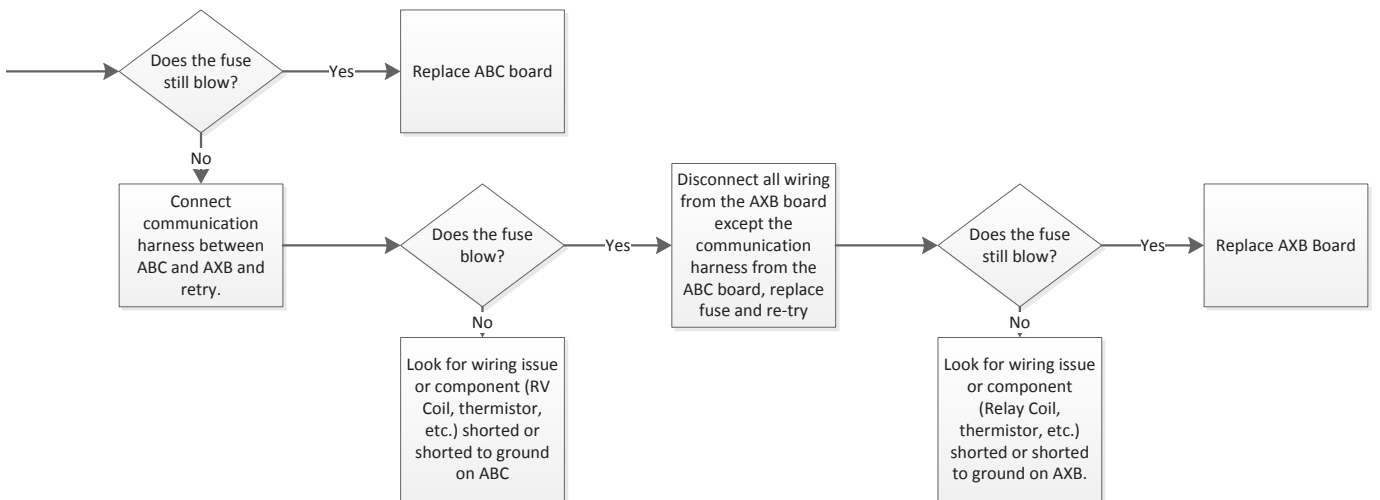 Does the fuse
still blow?
Yes
Replace ABC board
No
Connect
communication
harness between
ABC and AXB and
retry.
Does the fuse
blow?
Yes
Disconnect all wiring
from the AXB board
except the
communication
harness from the
ABC board, replace
fuse and re-try
Does the fuse
still blow?
Yes
Replace AXB Board
No
Look for wiring issue
or component (RV
Coil, thermistor,
etc.) shorted or
shorted to ground
on ABC
No
Look for wiring issue
or component
(Relay Coil,
thermistor, etc.)
shorted or shorted
to ground on AXB.